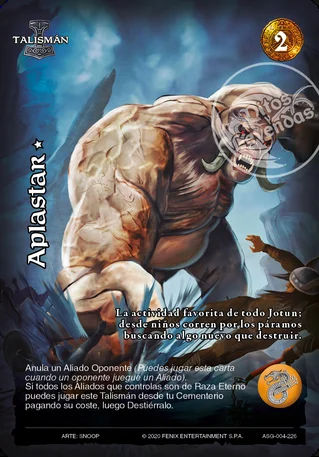 TALISMÁN
2
Mitos
Leyendas
Aplastar
La actividad favorita de todo Jotun;
desde niños corren por los páramos
buscando algo nuevo que destruir.
Anula un Aliado Oponente (Puedes jugar esta carta
cuando un oponente juegue un Aliado).
Si todos los Aliados que controlas son de Raza Eterno
puedes jugar este Talismán desde tu Cementerio
pagando su coste, luego Destiérralo.
ARTE: SNOOP
© 2020 FENIX ENTERTAINMENT S.P.A.
ASG-004-226